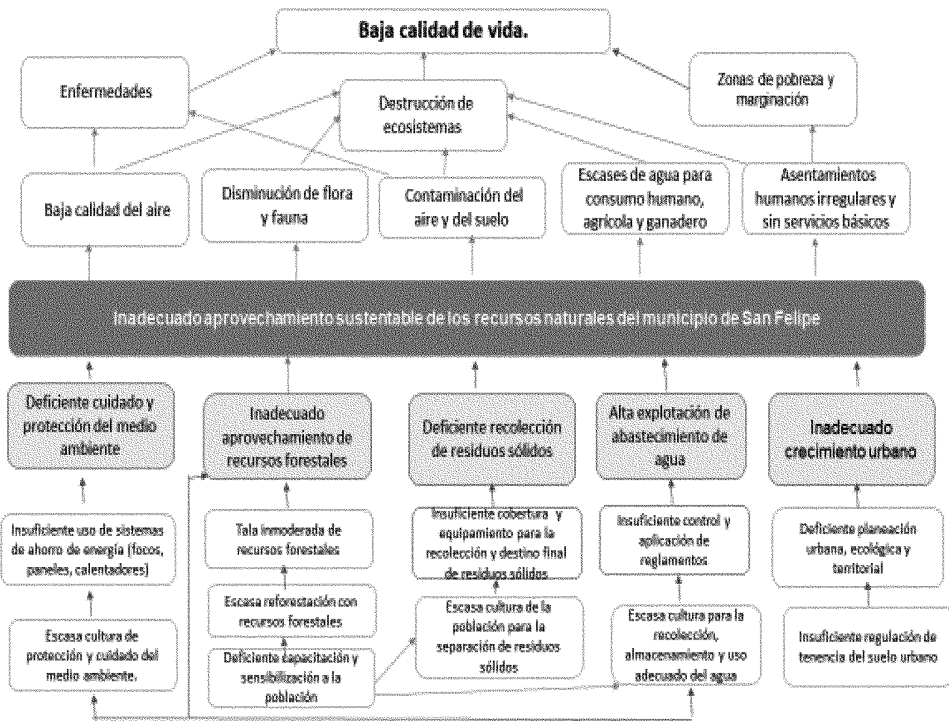 Baja calidad de vida.
Enfermedades
Destrucción de
ecosistemas
Zonas de pobreza y
marginación
Baja calidad del aire
Disminución de flora
y fauna
Contaminación del
aire y del suelo
Escases de agua para
consumo humano,
agrícola y ganadero
Asentamientos
humanos irregulares y
sin servicios básicos
Inadecuado aprovechamiento sustentable de los recursos naturales del municipio de San Felipe
Deficiente cuidado y
protección del medio
ambiente
Inadecuado
aprovechamiento de
recursos forestales
Deficiente recolección
de residuos sólidos
Alta explotación de
abastecimiento de
agua
Inadecuado
crecimiento urbano
Insuficiente uso de sistemas
de ahorro de energía (focos,
paneles, calentadores)
Tala inmoderada de
recursos forestales
Insuficiente cobertura y
equipamiento para la
recolección y destino final
de residuos sólidos
Insuficiente control y
aplicación de
reglamentos
Deficiente planeación
urbana, ecológica y
territorial
Escasa reforestación con
recursos forestales
Escasa cultura de
protección y cuidado del
medio ambiente.
Deficiente capacitación y
sensibilización a la
población
Escasa cultura de la
población para la
separación de residuos
sólidos
Escasa cultura para la
recolección,
almacenamiento y uso
adecuado del agua
Insuficiente regulación de
tenencia del suelo urbano